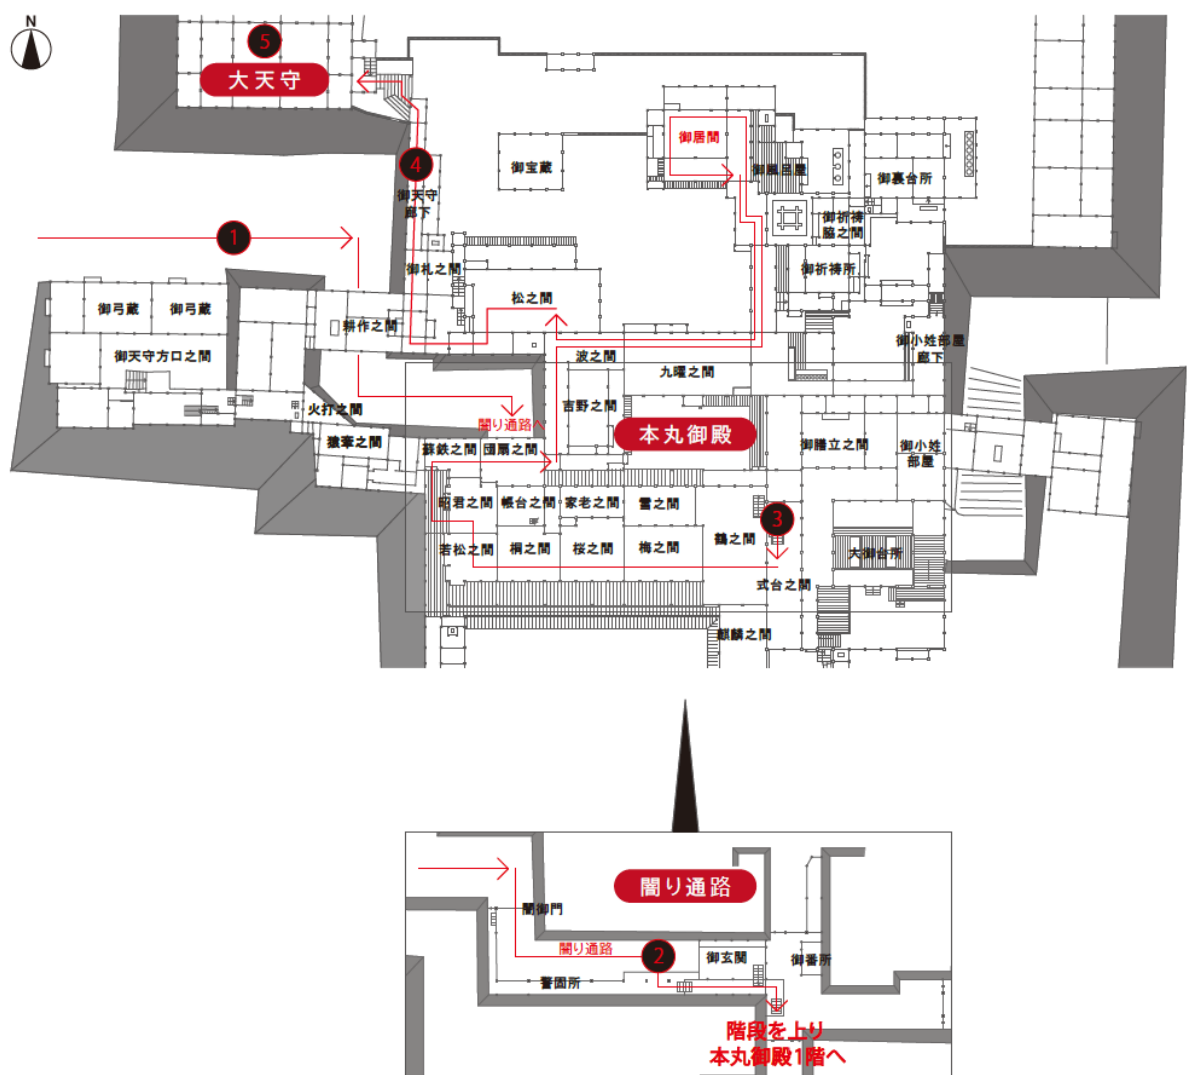 N
5
大天守
4
御天守
廊下
御宝蔵
御居間
御風呂屋
御裏台所
御祈祷
脇之間
御祈祷所
1
御札之間
松之間
御弓蔵
御弓蔵
耕作之間
御天守方口之間
波之間
九曜之間
御小姓部屋
廊下
火打之間
闇り通路へ
吉野之間
本丸御殿
猿牽之間
蘇鉄之間
団扇之間
御膳立之間
御小姓
部屋
昭君之間
帳台之間
家老之間
雪之間
3
鶴之間
若松之間
桐之間
桜之間
梅之間
大御台所
式台之間
麒麟之間
闇り通路
闇御門
闇り通路
2
御玄関
御番所
警固所
階段を上り
本丸御殿1階へ